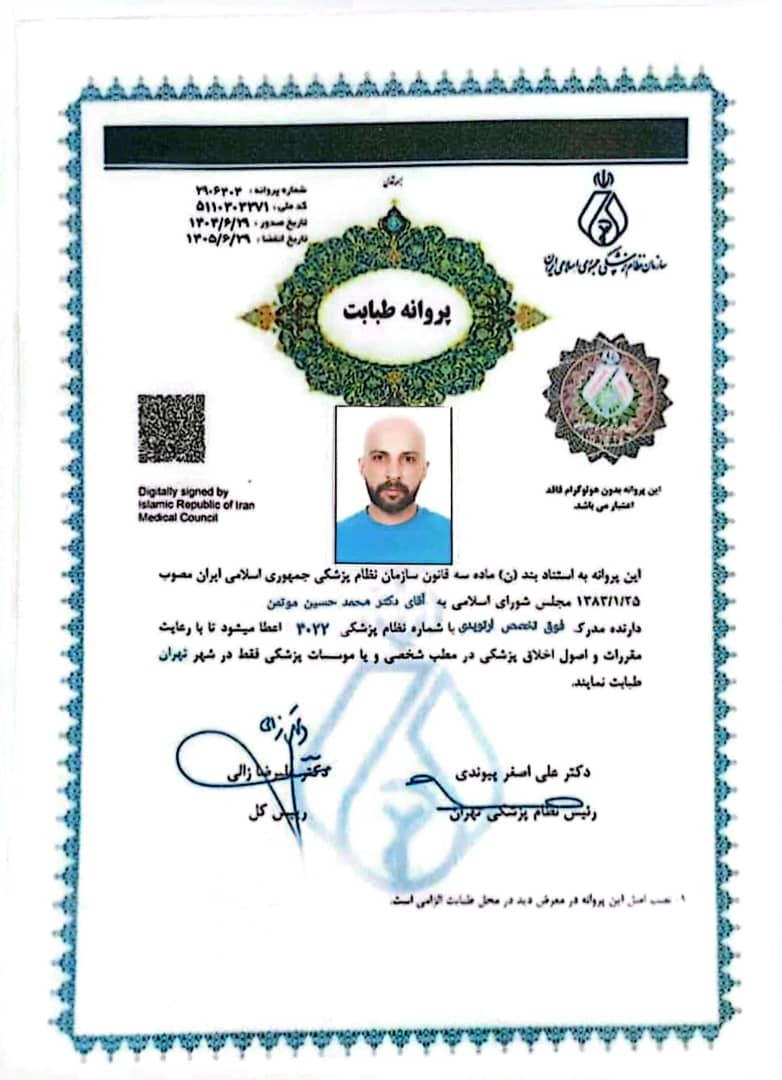 بسمه تعالی
شماره پروانه : ۲۹۰۶۳۰۳
کد ملی : ۵۱۱۰۳۰۳۳۷۱
تاریخ صدور : ۱۴۰۳/۶/۲۹
تاریخ انقضا : ۱۴۰۵/۶/۲۹
سازمان نظام پزشکی جمهوری اسلامی ایران
پروانه طبابت
Digitally signed by
Islamic Republic of Iran
Medical Council
این پروانه بدون هولوگرام فاقد
اعتبار می باشد.
این پروانه به استناد بند (ن) ماده سه قانون سازمان نظام پزشکی جمهوری اسلامی ایران مصوب
۱۳۸۳/۱/۲۵ مجلس شورای اسلامی به آقای دکتر محمد حسین موتمن
دارنده مدرک فوق تخصص ارتوپدی با شماره نظام پزشکی ۴۰۲۲ اعطا میشود تا با رعایت
مقررات و اصول اخلاق پزشکی در مطب شخصی و یا موسسات پزشکی فقط در شهر تهران
طبابت نمایند.
دکتر علی اصغر پیوندی
رئیس نظام پزشکی تهران
دکتر علیرضا زالی
رییس کل
۱- نصب اصل این پروانه در معرض دید در محل طبابت الزامی است.